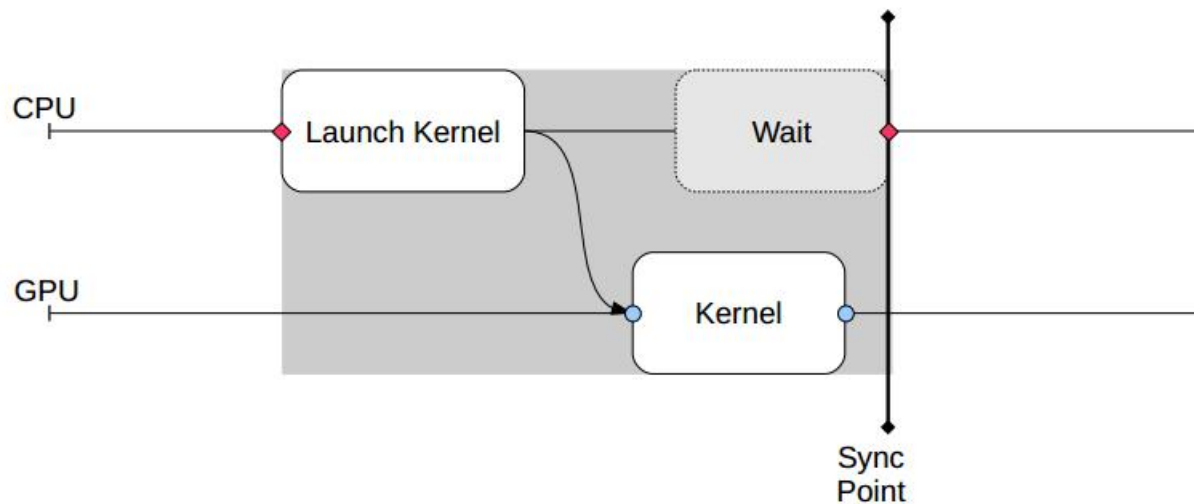 CPU
Launch Kernel
Wait
GPU
Kernel
Sync
Point